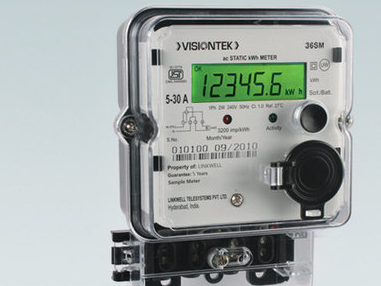 VISIONTEK
36SM
ac STATIC kWh METER
OK
12345.6 kWh
kWh
Scrl./Batt.
5-30 A
1Ph 2W 240V 50Hz Cl. 1.0 Ref. 27°C
3200 imp/kWh
Activity
S.No.
Month/Year
010100 09/2010
Property of: LINKWELL
Guarantee: 5 Years
Sample Meter
LINKWELL TELESYSTEMS PVT. LTD.
Hyderabad, India.